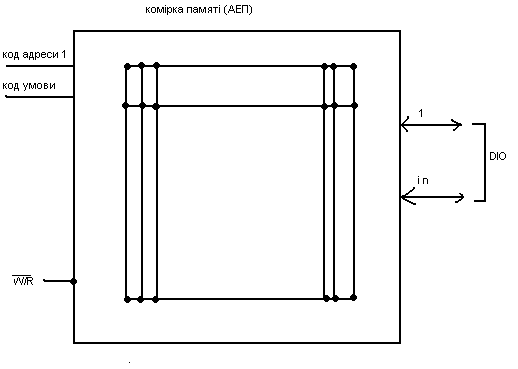 комірка памяті (АЕП)
код адреси 1
код умови
1
DIO
i n
W/R